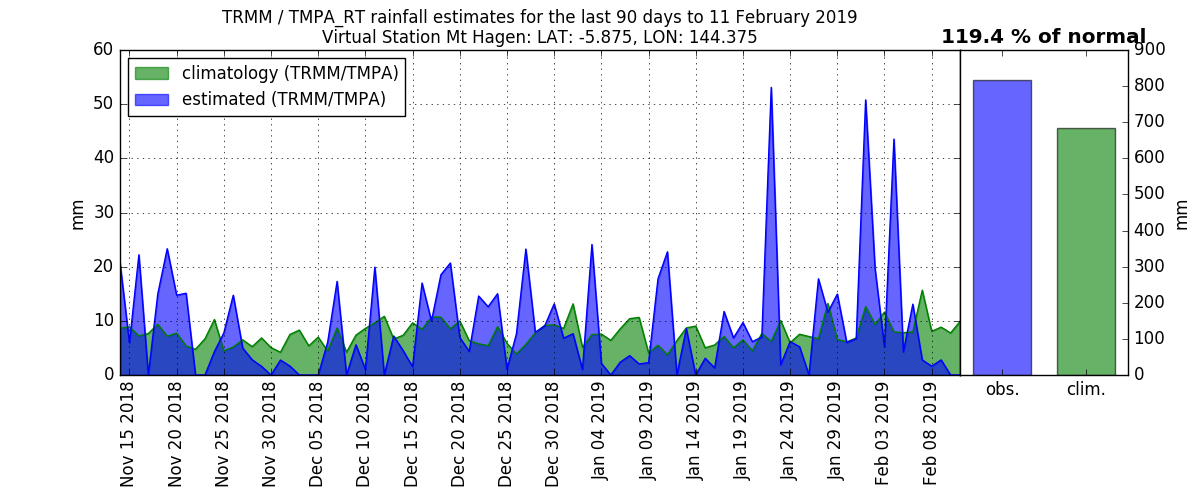 TRMM / TMPA_RT rainfall estimates for the last 90 days to 11 February 2019
Virtual Station Mt Hagen: LAT: -5.875, LON: 144.375
119.4 % of normal
climatology (TRMM/TMPA)
estimated (TRMM/TMPA)
60
50
40
30
20
10
0
mm
Nov 15 2018
Nov 20 2018
Nov 25 2018
Nov 30 2018
Dec 05 2018
Dec 10 2018
Dec 15 2018
Dec 20 2018
Dec 25 2018
Dec 30 2018
Jan 04 2019
Jan 09 2019
Jan 14 2019
Jan 19 2019
Jan 24 2019
Jan 29 2019
Feb 03 2019
Feb 08 2019
obs.
clim.
900
800
700
600
500
400
300
200
100
0
mm